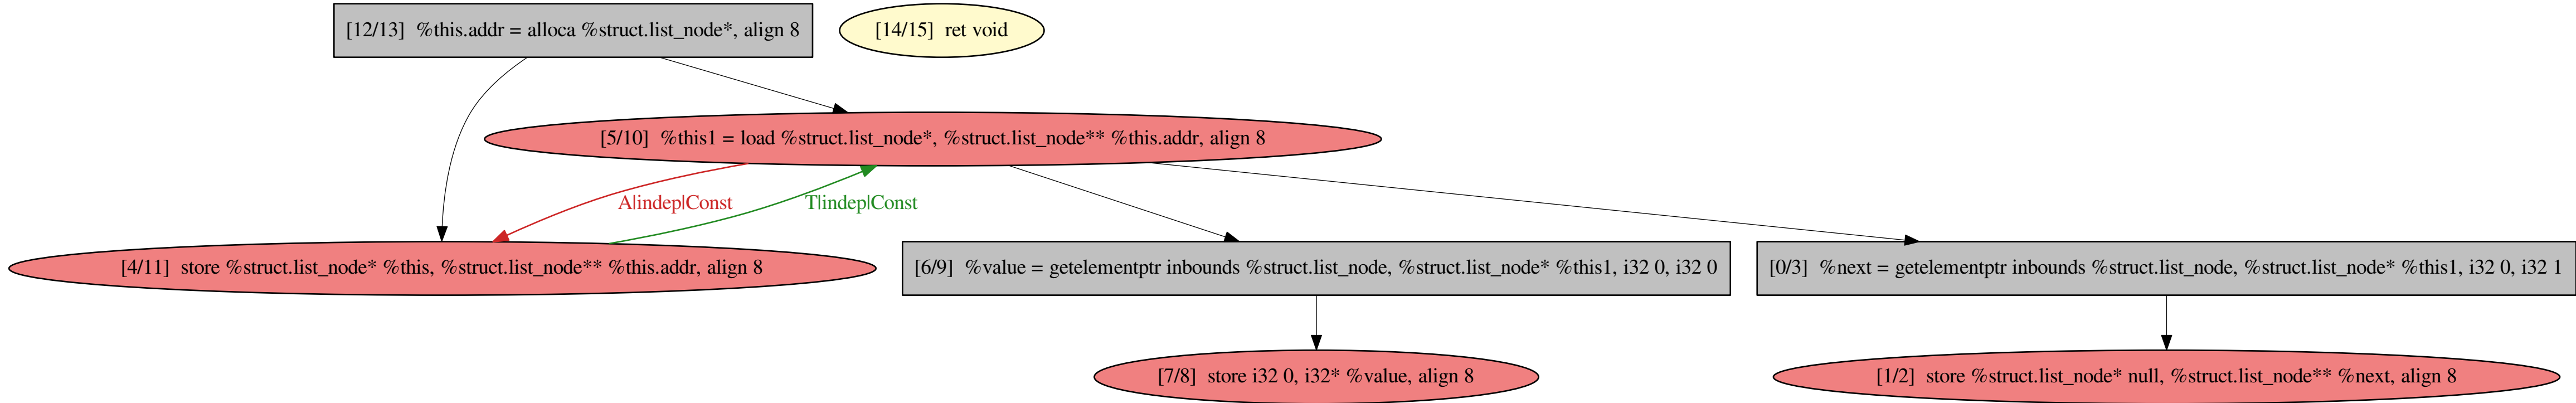 [12/13] %this.addr = alloca %struct.list_node*, align 8
[14/15] ret void
[5/10] %this1 = load %struct.list_node*, %struct.list_node** %this.addr, align 8
A|indep|Const
T|indep|Const
[4/11] store %struct.list_node* %this, %struct.list_node** %this.addr, align 8
[6/9] %value = getelementptr inbounds %struct.list_node, %struct.list_node* %this1, i32 0, i32 0
[0/3] %next = getelementptr inbounds %struct.list_node, %struct.list_node* %this1, i32 0, i32 1
[7/8] store i32 0, i32* %value, align 8
[1/2] store %struct.list_node* null, %struct.list_node** %next, align 8